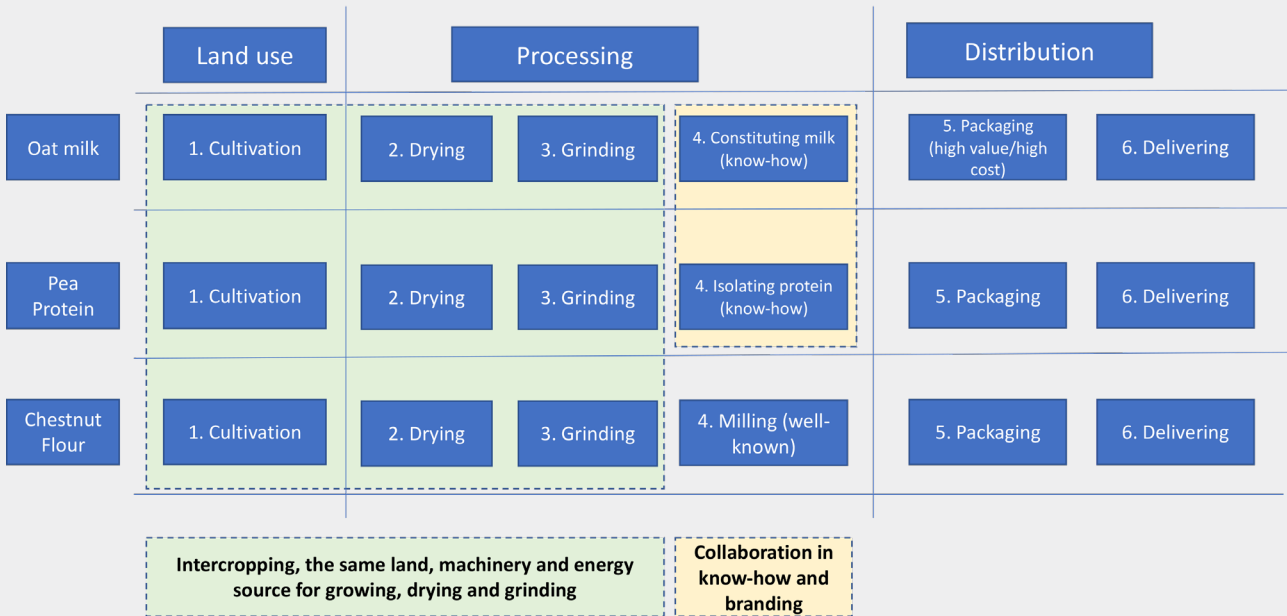 Land use
Processing
Distribution
Oat milk
1. Cultivation
2. Drying
3. Grinding
4. Constituting milk
(know-how)
5. Packaging
(high value/high
cost)
6. Delivering
Pea
Protein
1. Cultivation
2. Drying
3. Grinding
4. Isolating protein
(know-how)
5. Packaging
6. Delivering
Chestnut
Flour
1. Cultivation
2. Drying
3. Grinding
4. Milling (well-
known)
5. Packaging
6. Delivering
Intercropping, the same land, machinery and energy
source for growing, drying and grinding
Collaboration in
know-how and
branding